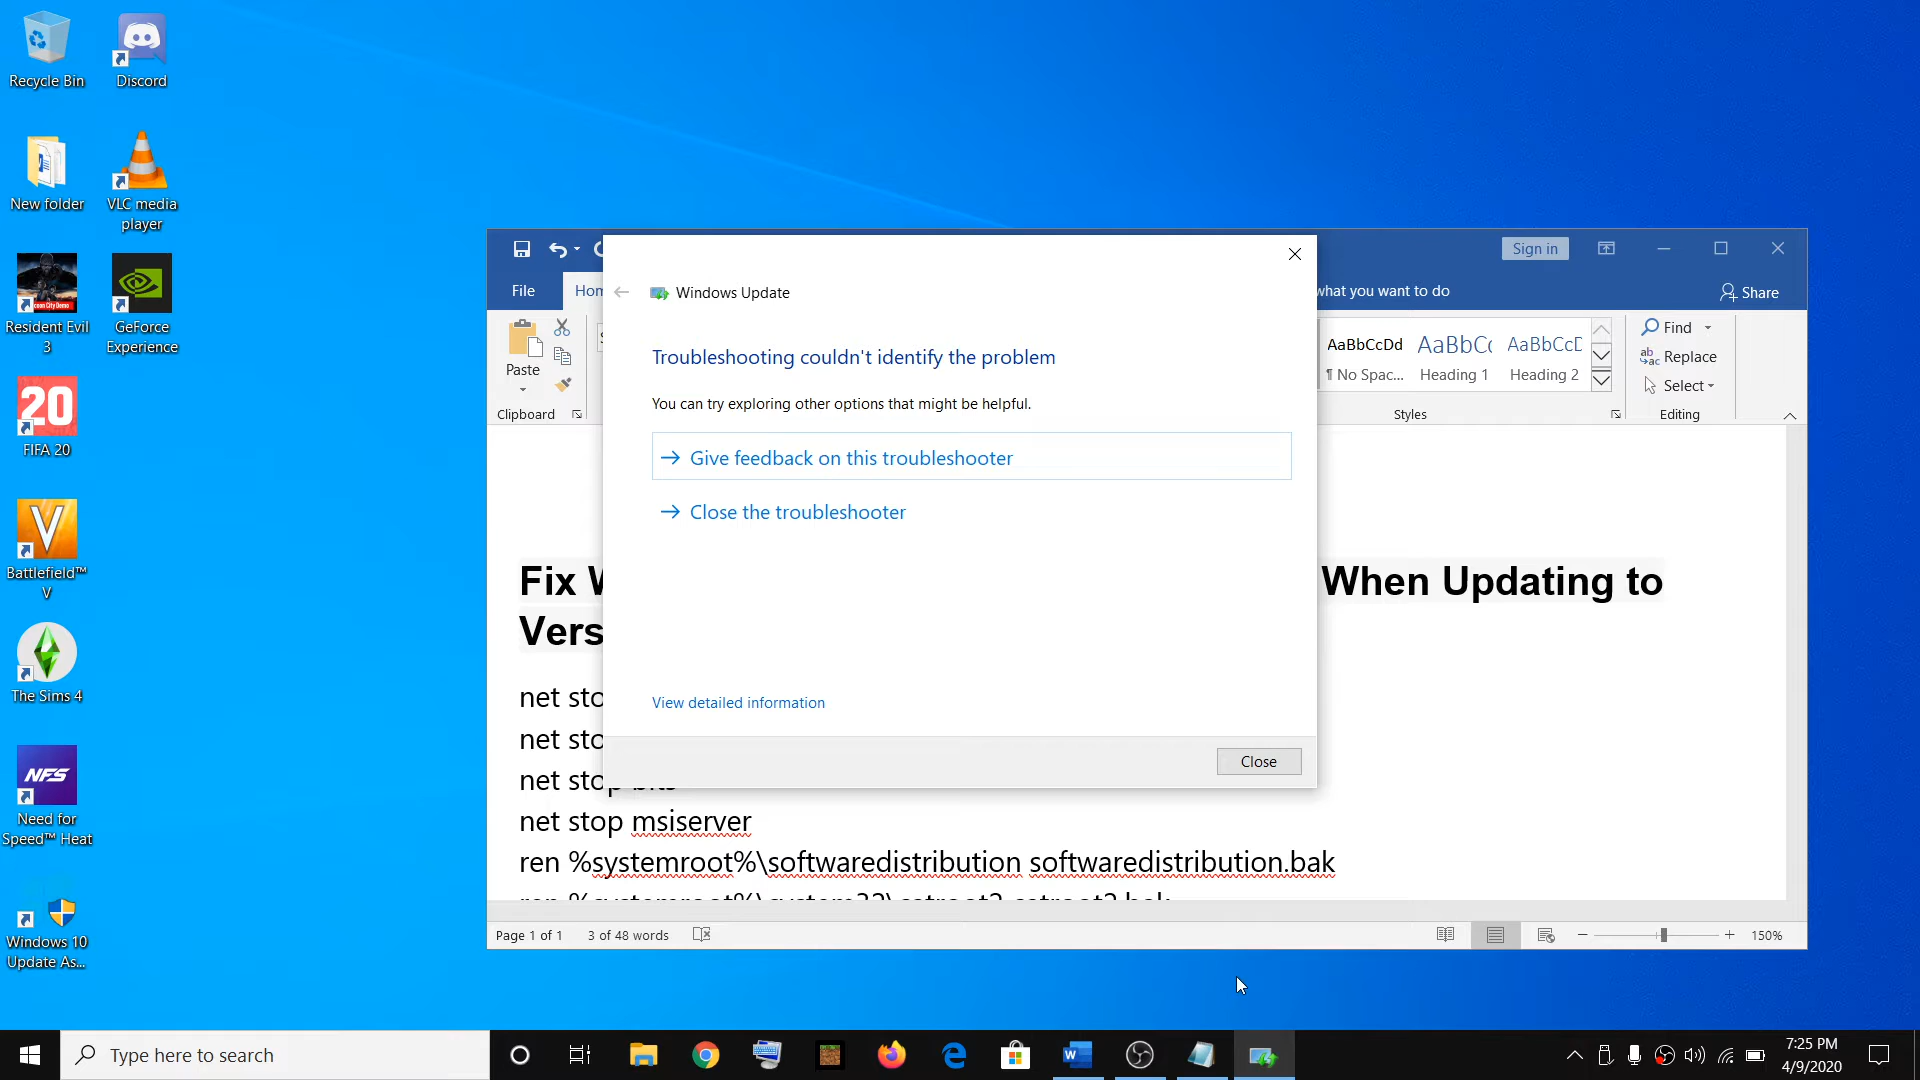 Recycle Bin
Discord
New folder
VLC media
player
Resident Evil
3
GeForce
Experience
20
FIFA 20
V
Battlefield™
V
The Sims 4
NFS
Need for
Speed™ Heat
Windows 10
Update As...
Sign in
File
what you want to do
Share
Paste
Clipboard
AaBbCcDd
¶ No Spac...
Heading 1
Heading 2
Styles
Find
Replace
Select
Editing
Windows Update
Troubleshooting couldn't identify the problem
You can try exploring other options that might be helpful.
Give feedback on this troubleshooter
Close the troubleshooter
View detailed information
Close
Fix
When Updating to
Vers
net
net
net stop
net stop msiserver
ren %systemroot%\softwaredistribution softwaredistribution.bak
Page 1 of 1
3 of 48 words
150%
Type here to search
7:25 PM
4/9/2020